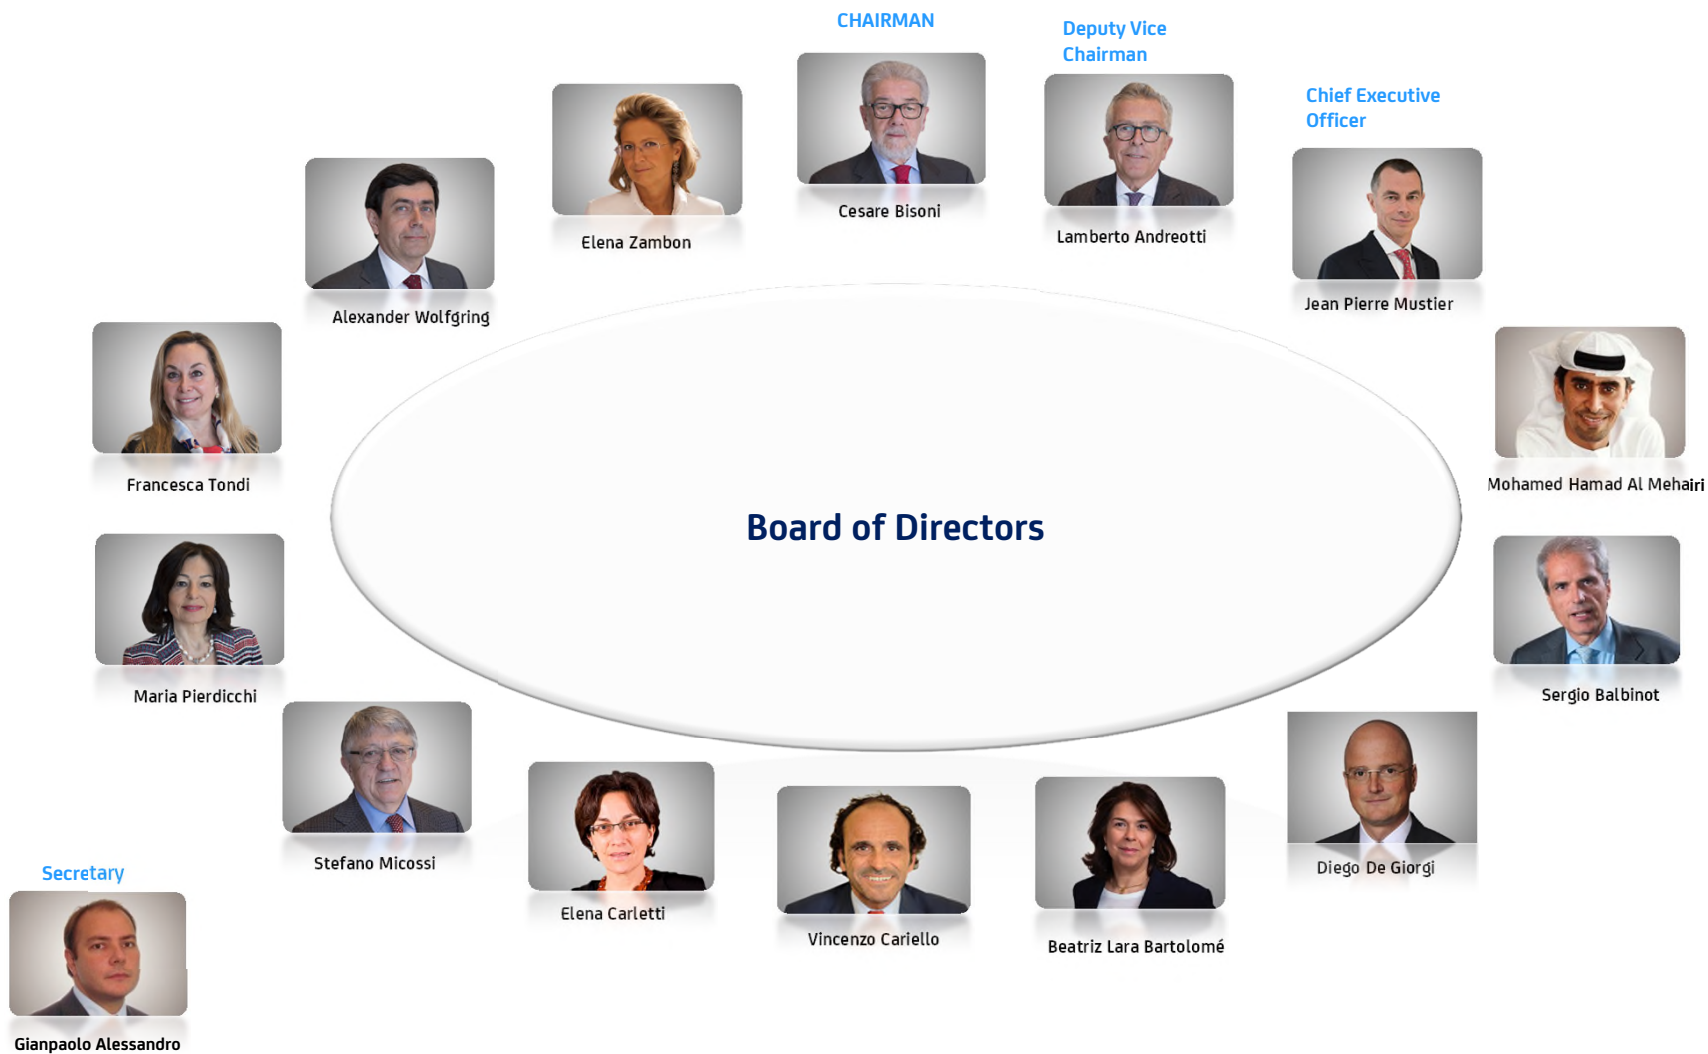 CHAIRMAN
Deputy Vice
Chairman
Chief Executive
Officer
Cesare Bisoni
Lamberto Andreotti
Elena Zambon
Jean Pierre Mustier
Alexander Wolfgring
Francesca Tondi
Mohamed Hamad Al Mehairi
Board of Directors
Maria Pierdicchi
Sergio Balbinot
Stefano Micossi
Diego De Giorgi
Elena Carletti
Vincenzo Cariello
Beatriz Lara Bartolomé
Secretary
Gianpaolo Alessandro